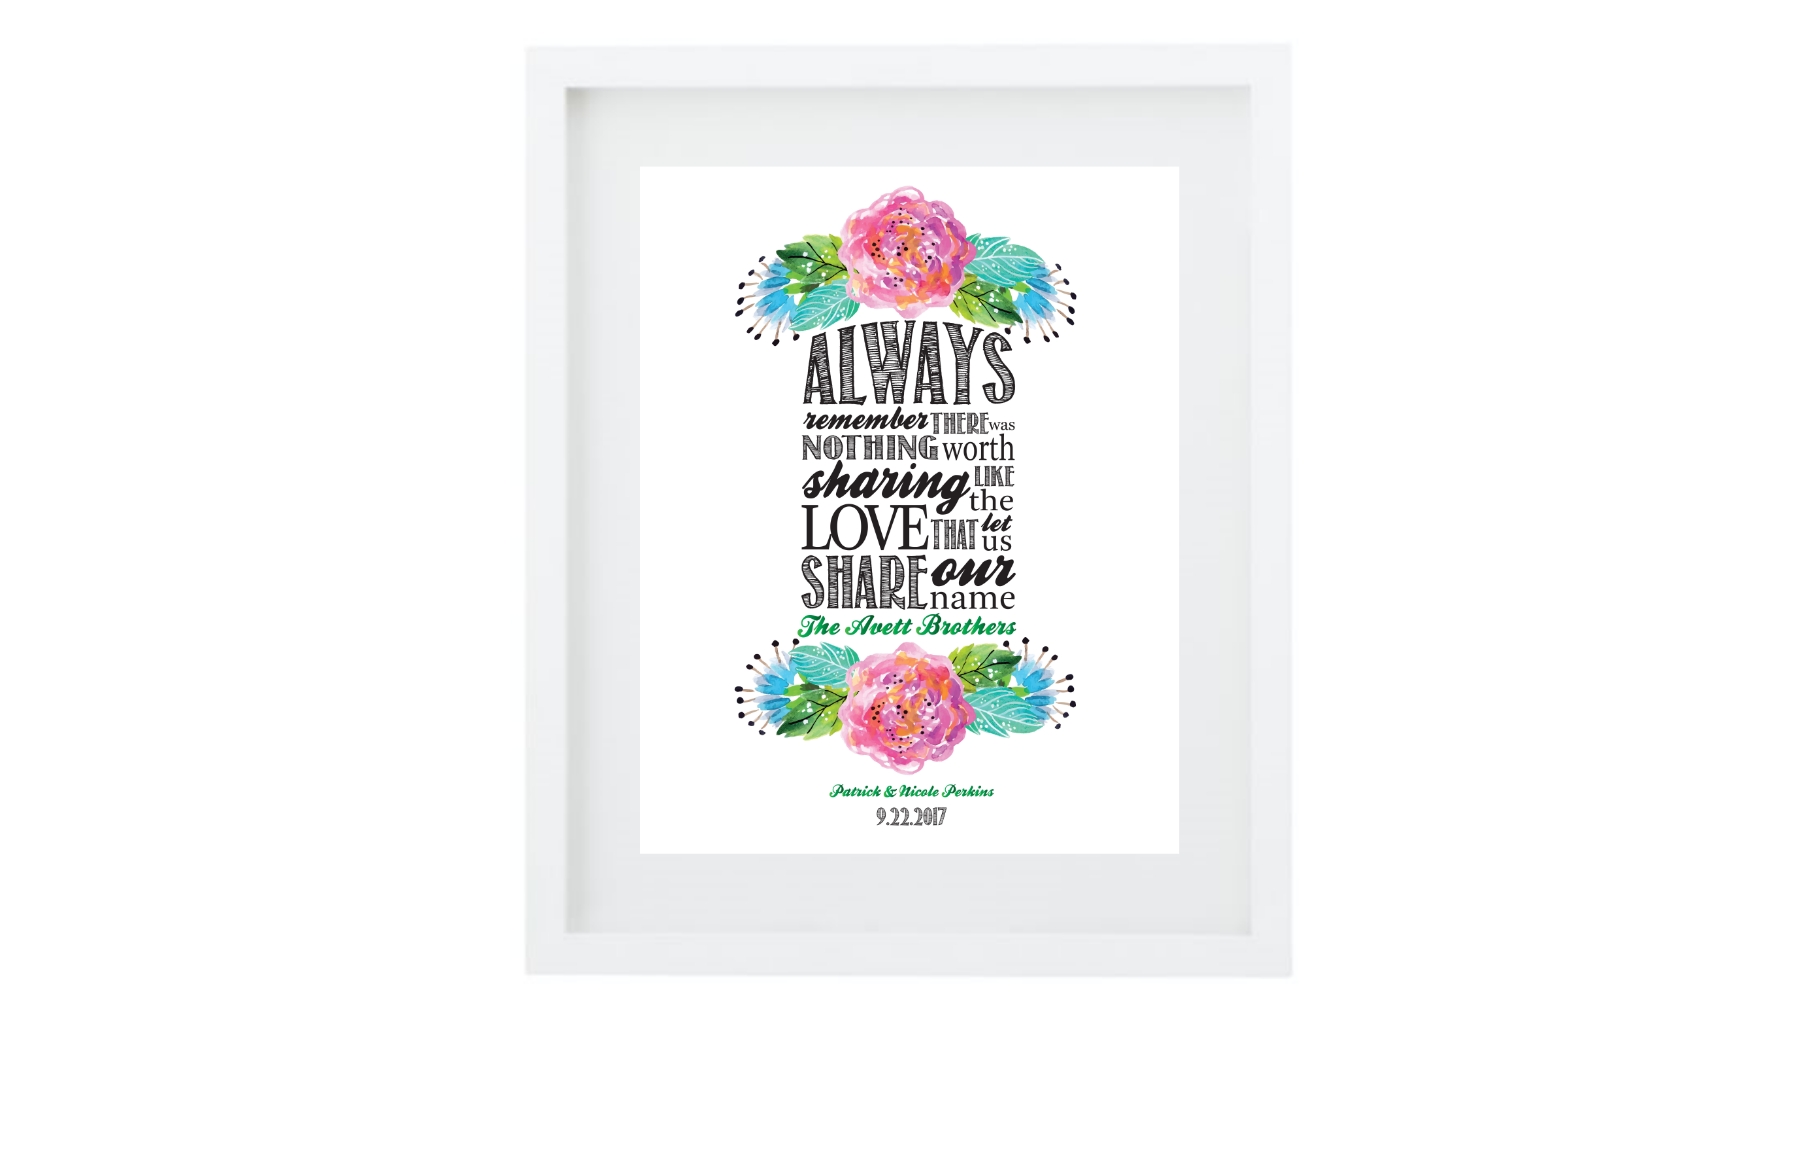 ALWAYS
remember THERE was
NOTHING worth
sharing LIKE
the
LOVE THAT let
us
SHARE our
name
The Avett Brothers
Patrick & Nicole Perkins
9.22.2017